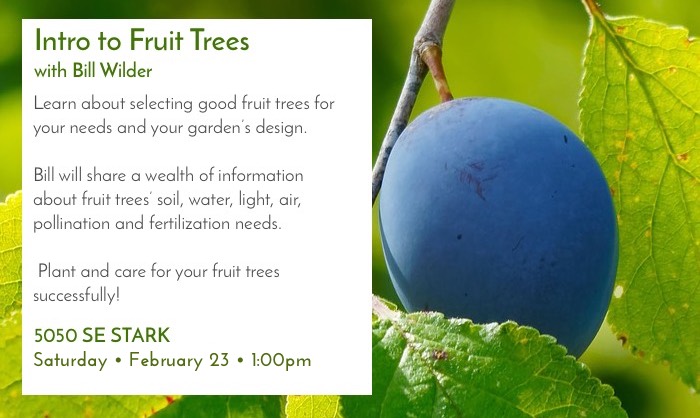 Intro to Fruit Trees
with Bill Wilder
Learn about selecting good fruit trees for
your needs and your garden's design.
Bill will share a wealth of information
about fruit trees' soil, water, light, air,
pollination and fertilization needs.
Plant and care for your fruit trees
successfully!
5050 SE STARK
Saturday • February 23 • 1:00pm